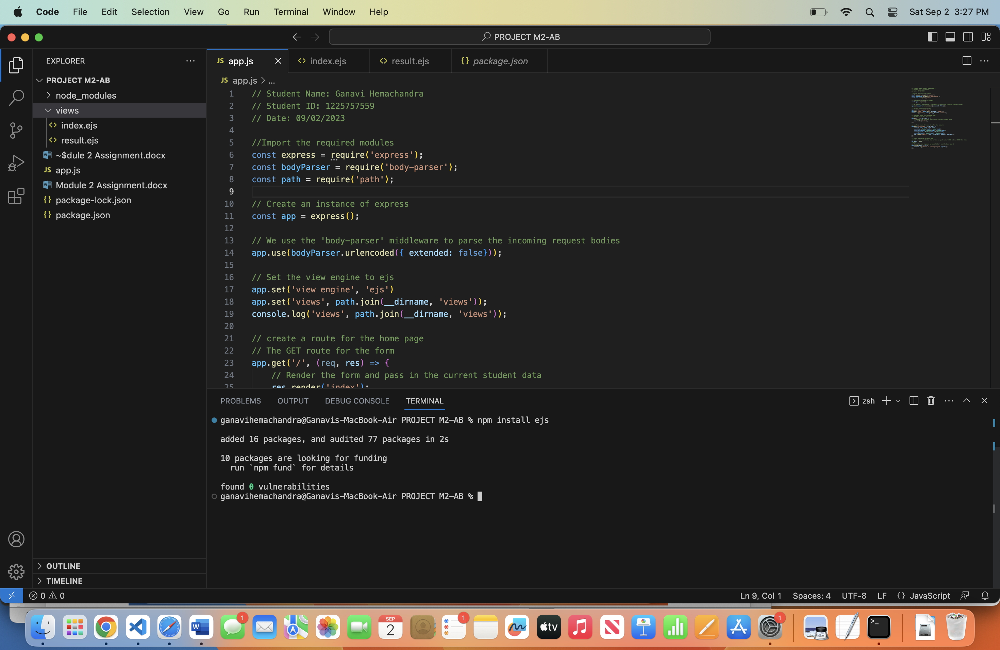 Code File Edit Selection View Go Run Terminal Window Help Sat Sep 2 3:27 PM
PROJECT M2-AB
EXPLORER
PROJECT M2-AB
node_modules
views
index.ejs
result.ejs
~$dule 2 Assignment.docx
JS app.js
Module 2 Assignment.docx
{} package-lock.json
{} package.json
OUTLINE
TIMELINE
JS app.js <> index.ejs <> result.ejs {} package.json
JS app.js > ...
1 // Student Name: Ganavi Hemachandra
2 // Student ID: 1225757559
3 // Date: 09/02/2023
4
5 //Import the required modules
6 const express = require('express');
7 const bodyParser = require('body-parser');
8 const path = require('path');
9
10 // Create an instance of express
11 const app = express();
12
13 // We use the 'body-parser' middleware to parse the incoming request bodies
14 app.use(bodyParser.urlencoded({ extended: false}));
15
16 // Set the view engine to ejs
17 app.set('view engine', 'ejs')
18 app.set('views', path.join(__dirname, 'views'));
19 console.log('views', path.join(__dirname, 'views'));
20
21 // create a route for the home page
22 // The GET route for the form
23 app.get('/', (req, res) => {
24 // Render the form and pass in the current student data
25 res.render('index');
PROBLEMS OUTPUT DEBUG CONSOLE TERMINAL zsh
ganavihemachandra@Ganavis-MacBook-Air PROJECT M2-AB % npm install ejs
added 16 packages, and audited 77 packages in 2s
10 packages are looking for funding
run `npm fund` for details
found 0 vulnerabilities
ganavihemachandra@Ganavis-MacBook-Air PROJECT M2-AB %
0 0 Ln 9, Col 1 Spaces: 4 UTF-8 LF {} JavaScript
W 1 SEP 2 1 tv 1 >_